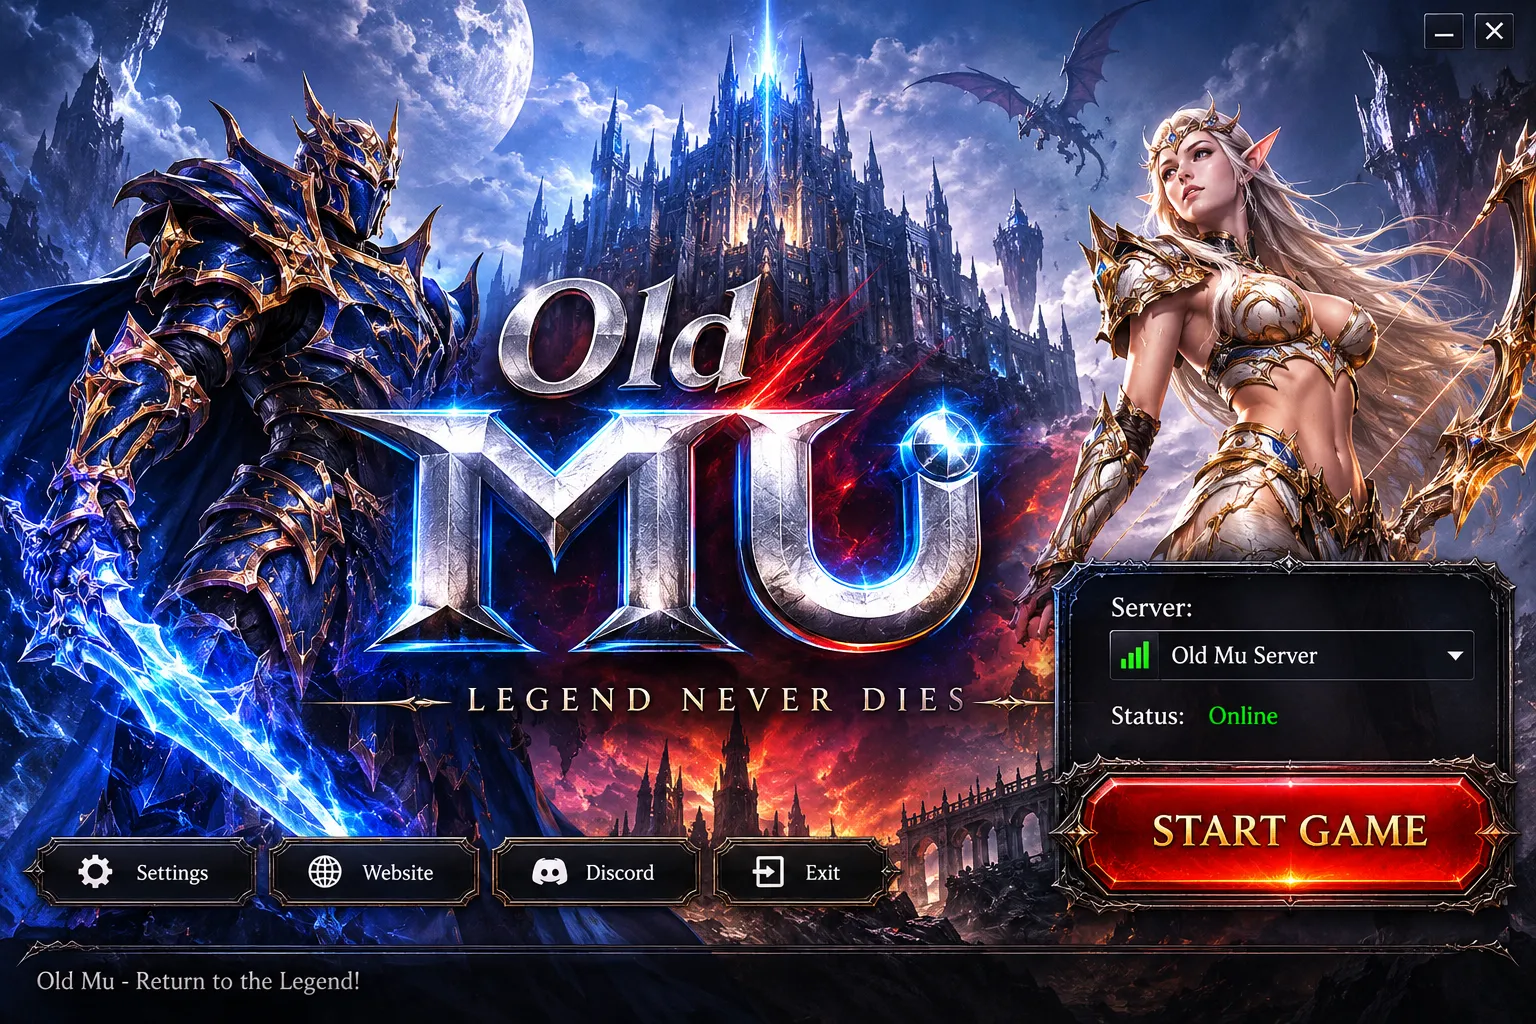 Old
MU
LEGEND NEVER DIES
Server:
Old Mu Server
Status: Online
START GAME
Settings
Website
Discord
Exit
Old Mu - Return to the Legend!